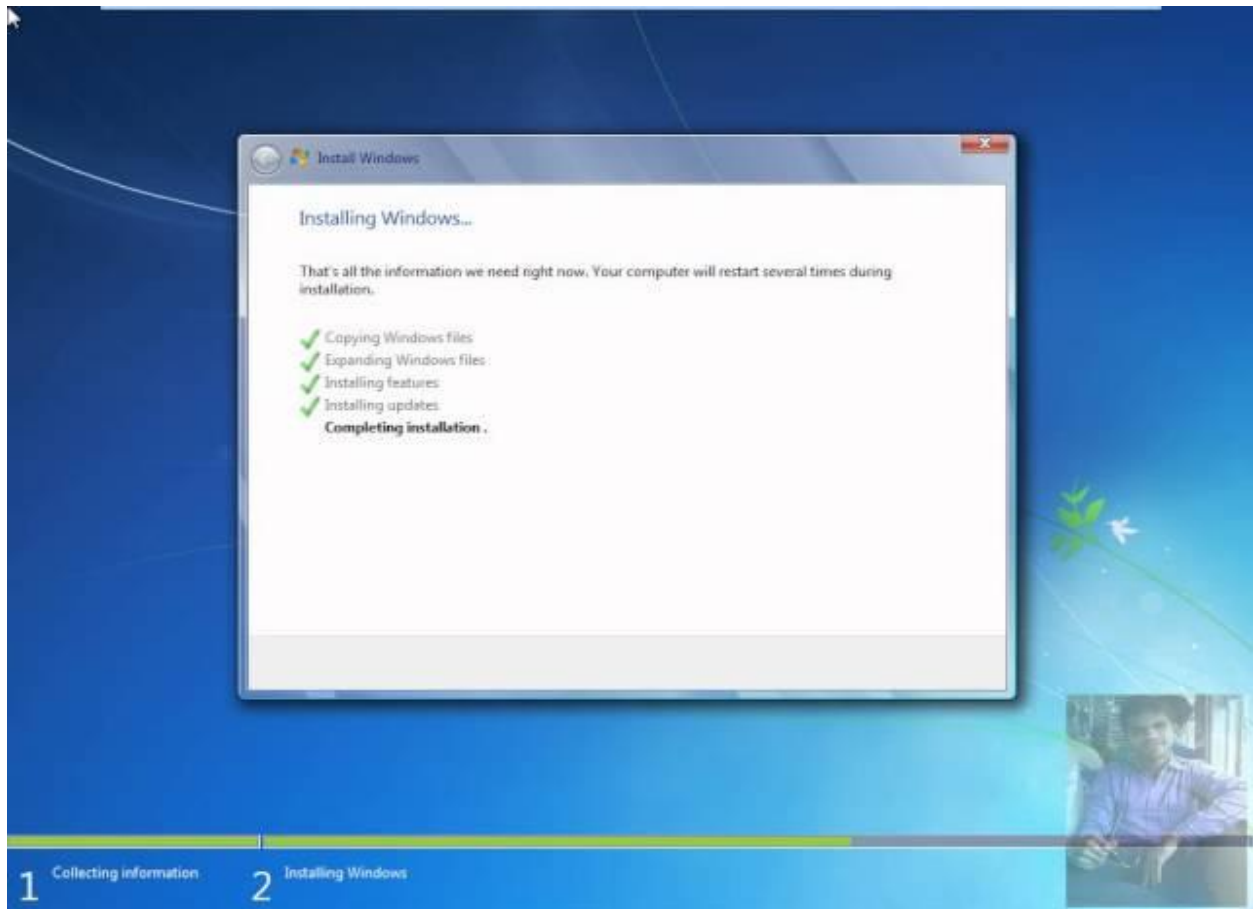 Install Windows
Installing Windows...
That's all the information we need right now. Your computer will restart several times during
installation.
Copying Windows files
Expanding Windows files
Installing features
Installing updates
Completing installation .
1 Collecting information
2 Installing Windows